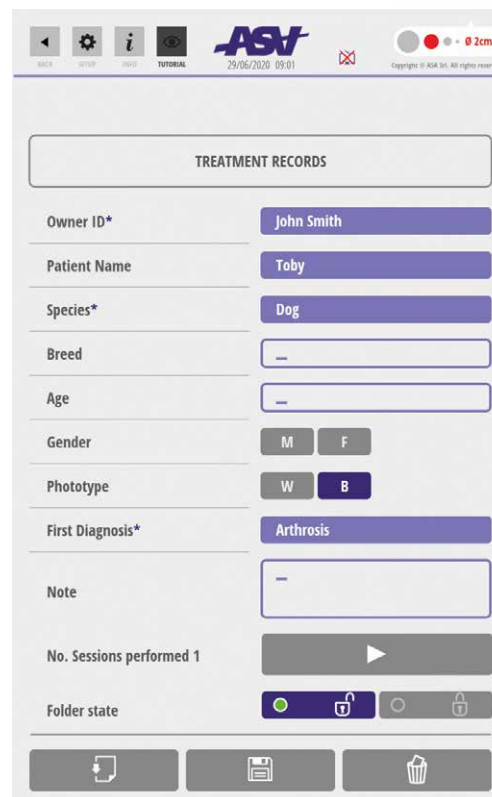 BACK SETUP INFO TUTORIAL
ASA
29/06/2020 09:01
Ø 2cm
Copyright © ASA Srl. All rights reser
TREATMENT RECORDS
Owner ID* John Smith
Patient Name Toby
Species* Dog
Breed _
Age _
Gender M F
Phototype W B
First Diagnosis* Arthrosis
Note _
No. Sessions performed 1
Folder state